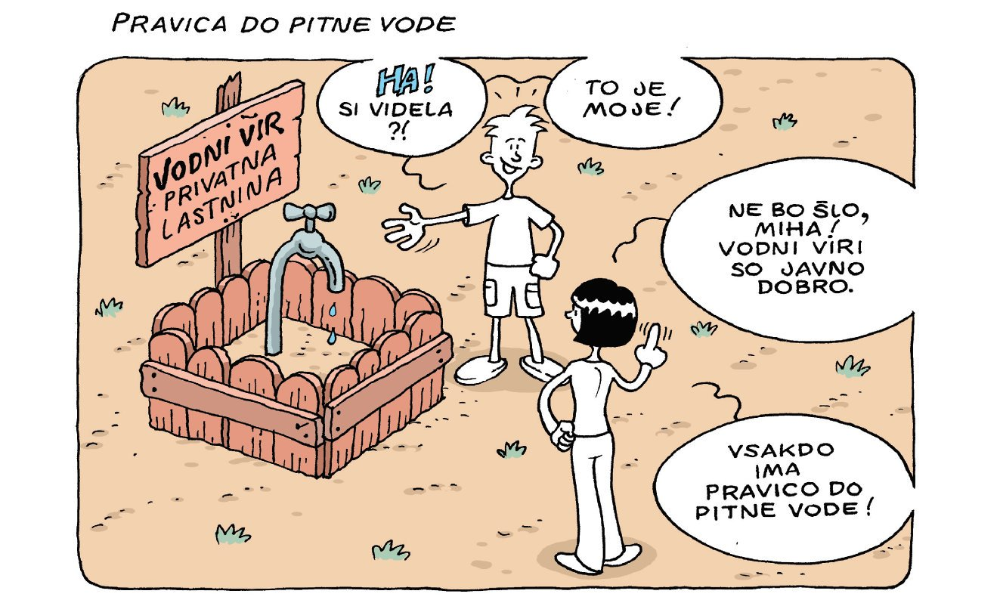 PRAVICA DO PITNE VODE
VODNI VIR
PRIVATNA
LASTNINA
HA!
SI VIDELA
?!
TO JE
MOJE!
NE BO ŠLO,
MIHA!
VODNI VIRI
SO JAVNO
DOBRO.
VSAKDO
IMA
PRAVICO DO
PITNE VODE!